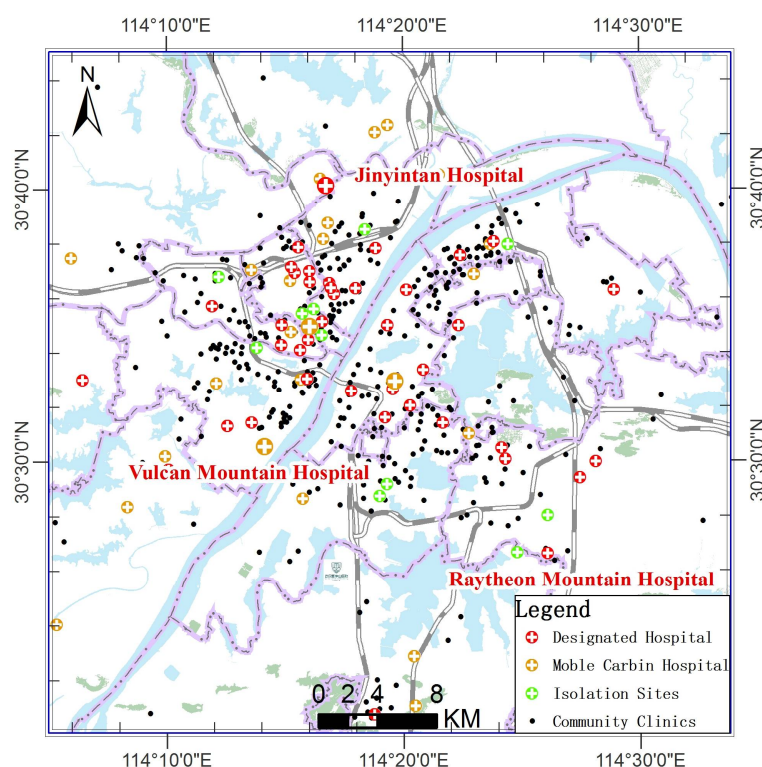 114°10'0"E
114°20'0"E
114°30'0"E
N
30°40'0"N
30°40'0"N
Jinyintan Hospital
30°30'0"N
30°30'0"N
Vulcan Mountain Hospital
Raytheon Mountain Hospital
Legend
Designated Hospital
Moble Carbin Hospital
Isolation Sites
Community Clinics
0 2 4 8
KM
114°10'0"E
114°20'0"E
114°30'0"E